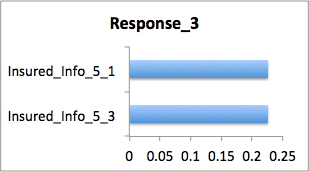 Response_3
Insured_Info_5_1
Insured_Info_5_3
0 0.05 0.1 0.15 0.2 0.25